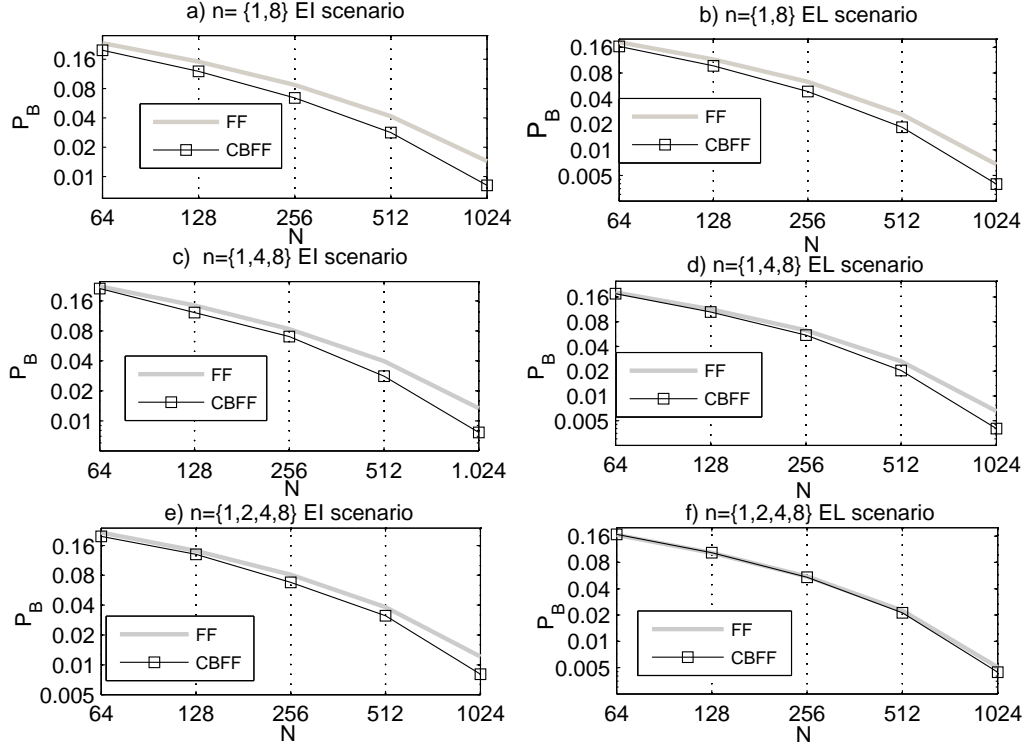 a) n= {1,8} EI scenario
0.16
0.08
0.04
0.02
0.01
P_B
FF
CBFF
64 128 256 512 1024
N
b) n={1,8} EL scenario
0.16
0.08
0.04
0.02
0.01
0.005
P_B
FF
CBFF
64 128 256 512 1024
N
c) n={1,4,8} EI scenario
0.16
0.08
0.04
0.02
0.01
P_B
FF
CBFF
64 128 256 512 1.024
N
d) n={1,4,8} EL scenario
0.16
0.08
0.04
0.02
0.01
0.005
P_B
FF
CBFF
64 128 256 512 1024
N
e) n={1,2,4,8} EI scenario
0.16
0.08
0.04
0.02
0.01
0.005
P_B
FF
CBFF
64 128 256 512 1024
N
f) n={1,2,4,8} EL scenario
0.16
0.08
0.04
0.02
0.01
0.005
P_B
FF
CBFF
64 128 256 512 1024
N